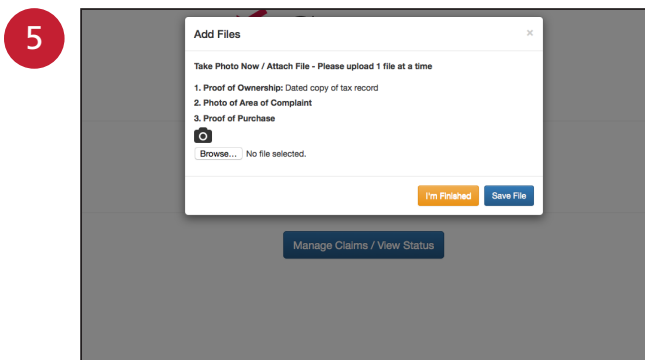 5
Add Files
×
Take Photo Now / Attach File - Please upload 1 file at a time
1. Proof of Ownership: Dated copy of tax record
2. Photo of Area of Complaint
3. Proof of Purchase
Browse... No file selected.
I'm Finished Save File
Manage Claims / View Status